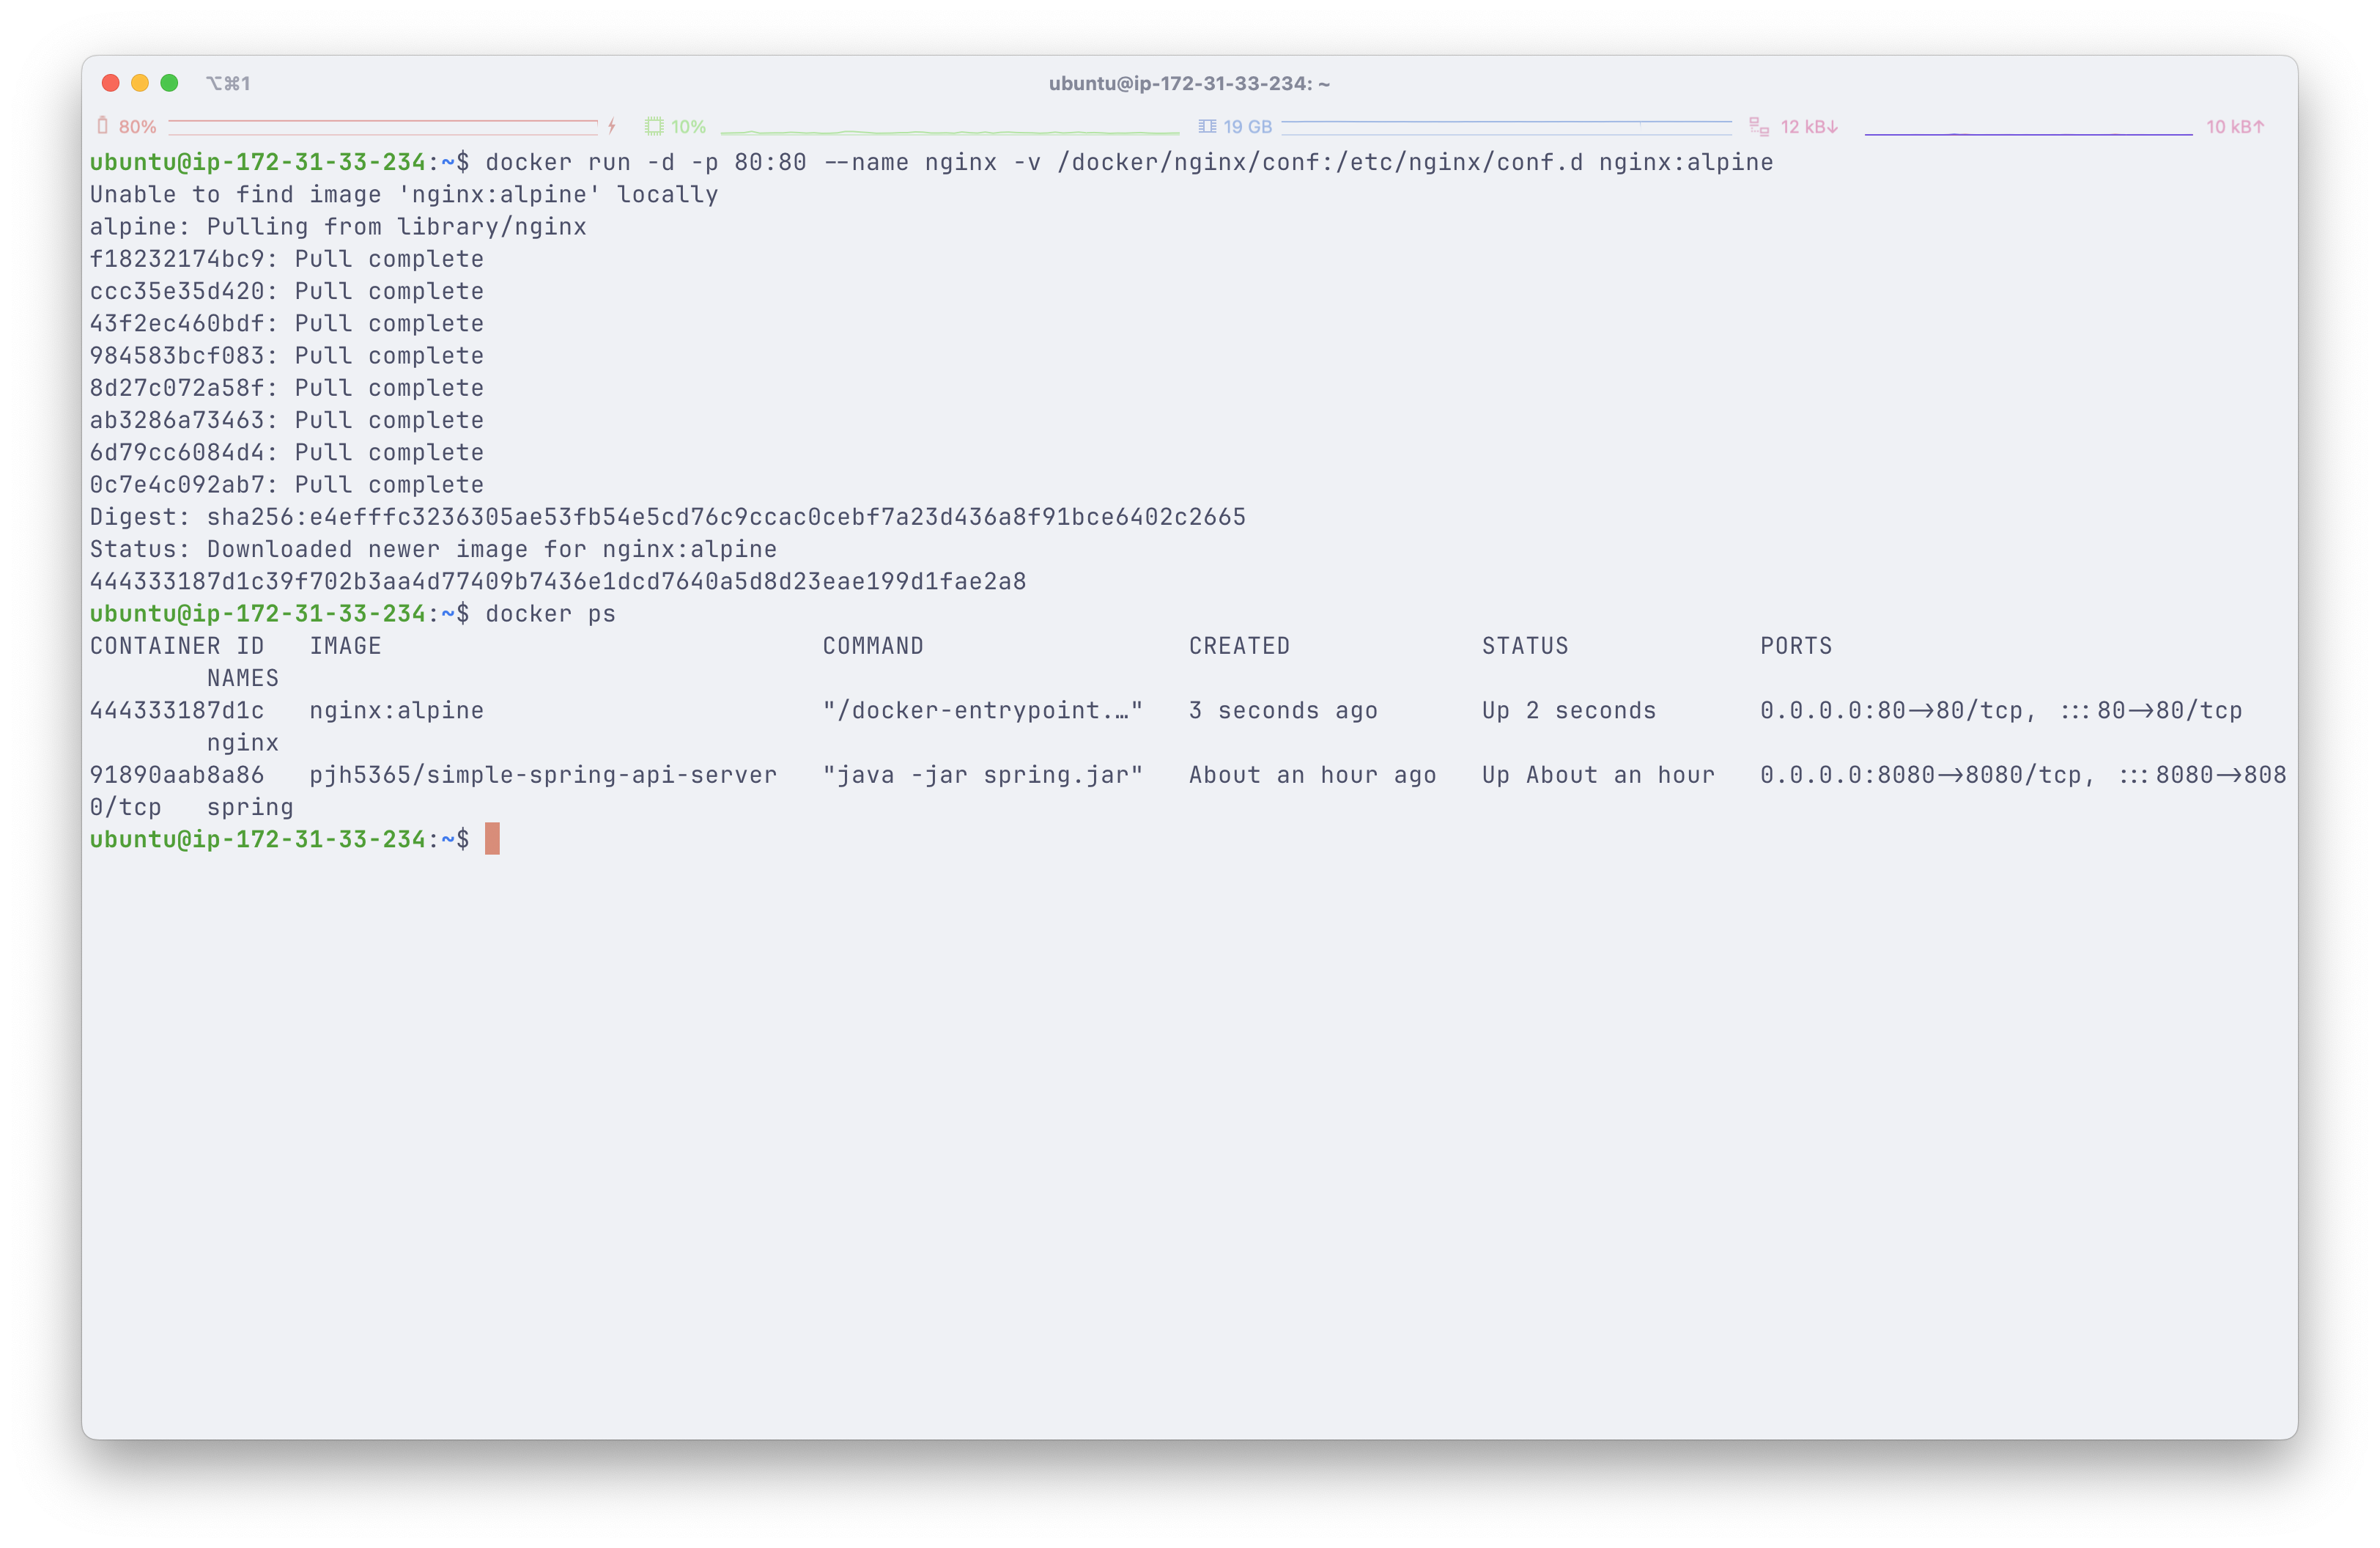 ⌥⌘1
ubuntu@ip-172-31-33-234: ~
80% 10% 19 GB 12 kB↓ 10 kB↑
ubuntu@ip-172-31-33-234:~$ docker run -d -p 80:80 --name nginx -v /docker/nginx/conf:/etc/nginx/conf.d nginx:alpine
Unable to find image 'nginx:alpine' locally
alpine: Pulling from library/nginx
f18232174bc9: Pull complete
ccc35e35d420: Pull complete
43f2ec460bdf: Pull complete
984583bcf083: Pull complete
8d27c072a58f: Pull complete
ab3286a73463: Pull complete
6d79cc6084d4: Pull complete
0c7e4c092ab7: Pull complete
Digest: sha256:e4efffc3236305ae53fb54e5cd76c9ccac0cebf7a23d436a8f91bce6402c2665
Status: Downloaded newer image for nginx:alpine
444333187d1c39f702b3aa4d77409b7436e1dcd7640a5d8d23eae199d1fae2a8
ubuntu@ip-172-31-33-234:~$ docker ps
CONTAINER ID   IMAGE                              COMMAND                  CREATED             STATUS             PORTS
        NAMES
444333187d1c   nginx:alpine                       "/docker-entrypoint.…"   3 seconds ago       Up 2 seconds       0.0.0.0:80->80/tcp, :::80->80/tcp
        nginx
91890aab8a86   pjh5365/simple-spring-api-server   "java -jar spring.jar"   About an hour ago   Up About an hour   0.0.0.0:8080->8080/tcp, :::8080->808
0/tcp   spring
ubuntu@ip-172-31-33-234:~$